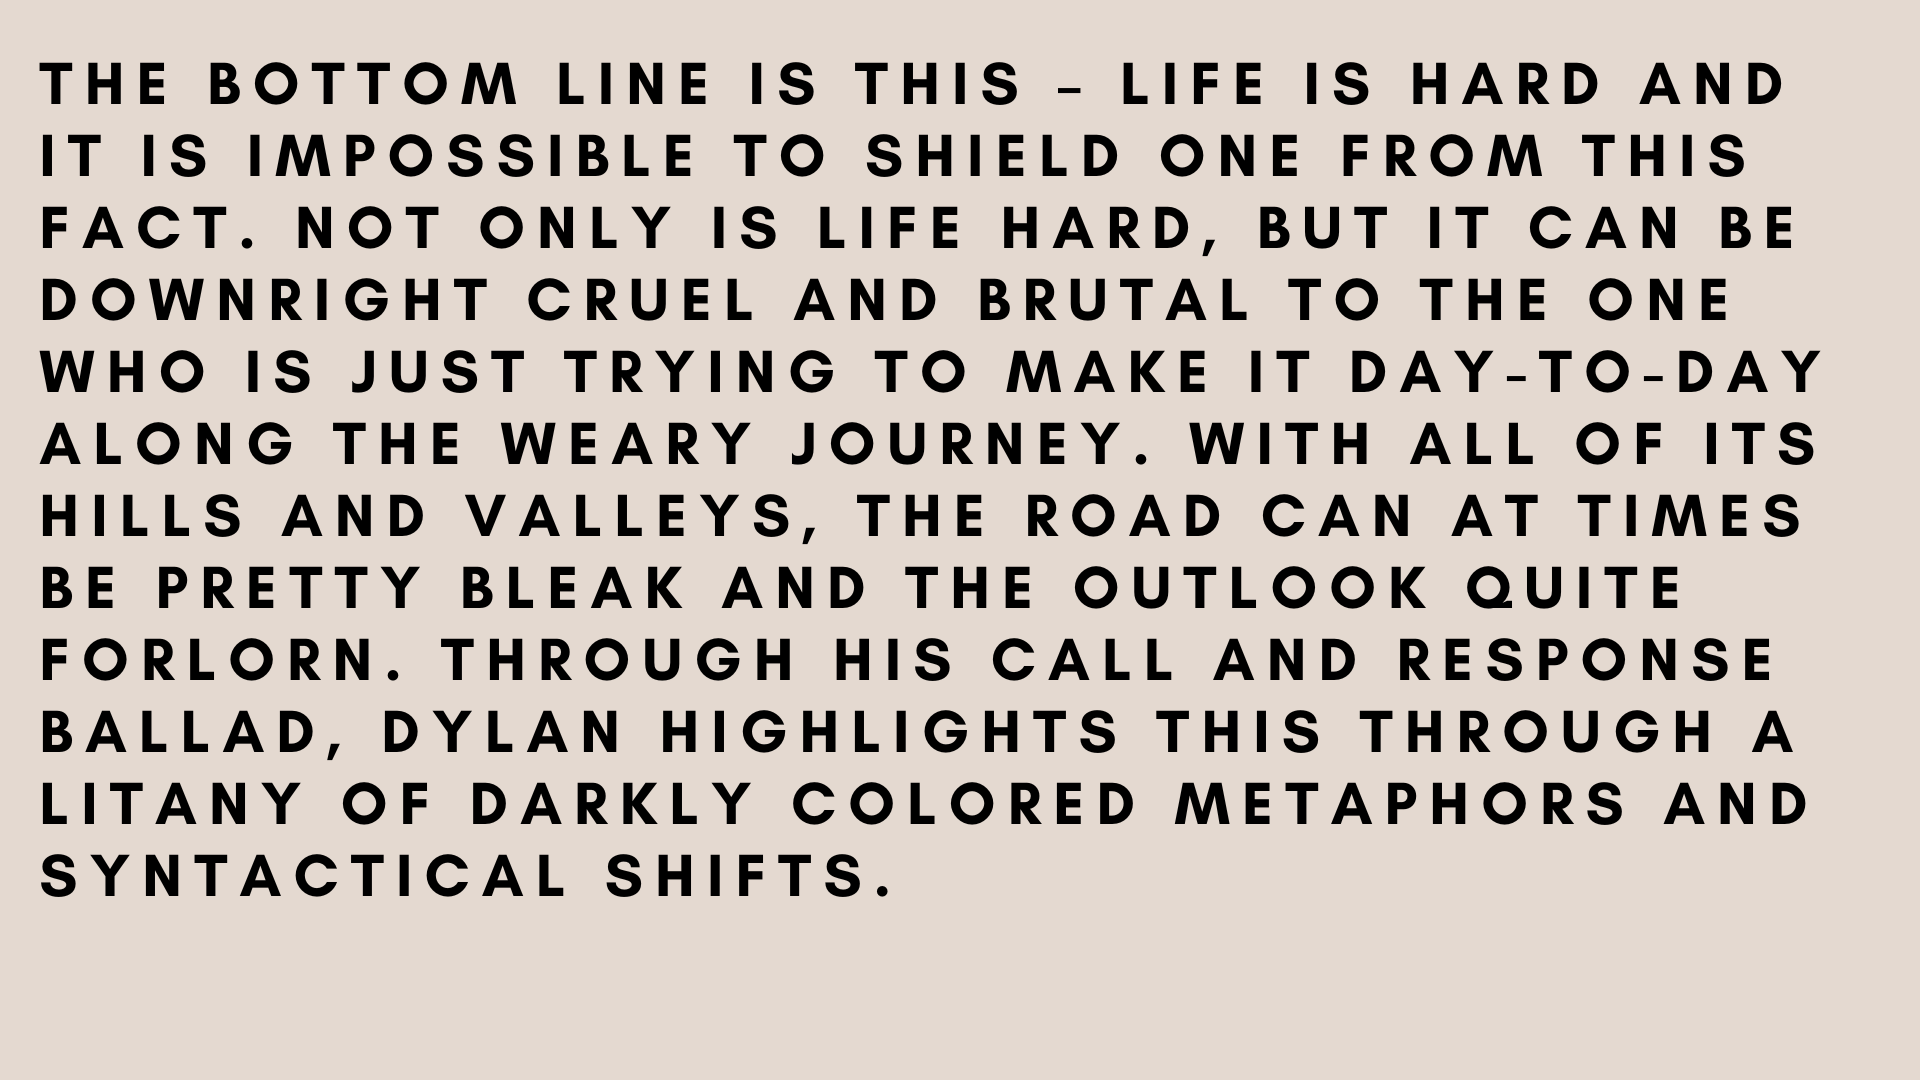 THE BOTTOM LINE IS THIS – LIFE IS HARD AND
IT IS IMPOSSIBLE TO SHIELD ONE FROM THIS
FACT. NOT ONLY IS LIFE HARD, BUT IT CAN BE
DOWNRIGHT CRUEL AND BRUTAL TO THE ONE
WHO IS JUST TRYING TO MAKE IT DAY-TO-DAY
ALONG THE WEARY JOURNEY. WITH ALL OF ITS
HILLS AND VALLEYS, THE ROAD CAN AT TIMES
BE PRETTY BLEAK AND THE OUTLOOK QUITE
FORLORN. THROUGH HIS CALL AND RESPONSE
BALLAD, DYLAN HIGHLIGHTS THIS THROUGH A
LITANY OF DARKLY COLORED METAPHORS AND
SYNTACTICAL SHIFTS.